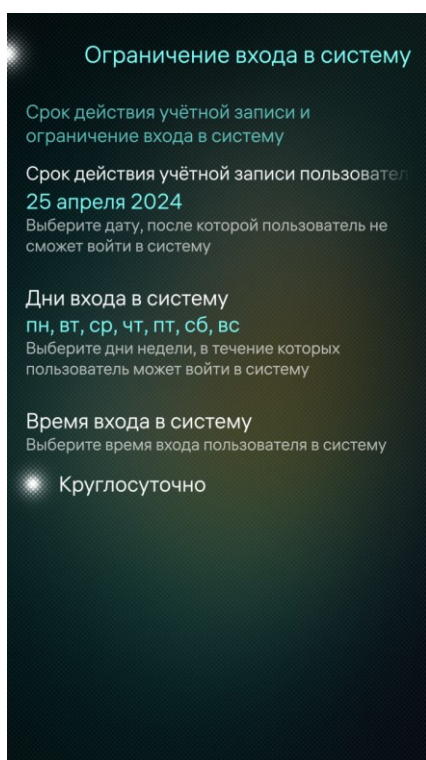 Ограничение входа в систему
Срок действия учётной записи и
ограничение входа в систему
Срок действия учётной записи пользовател
25 апреля 2024
Выберите дату, после которой пользователь не
сможет войти в систему
Дни входа в систему
пн, вт, ср, чт, пт, сб, вс
Выберите дни недели, в течение которых
пользователь может войти в систему
Время входа в систему
Выберите время входа пользователя в систему
Круглосуточно